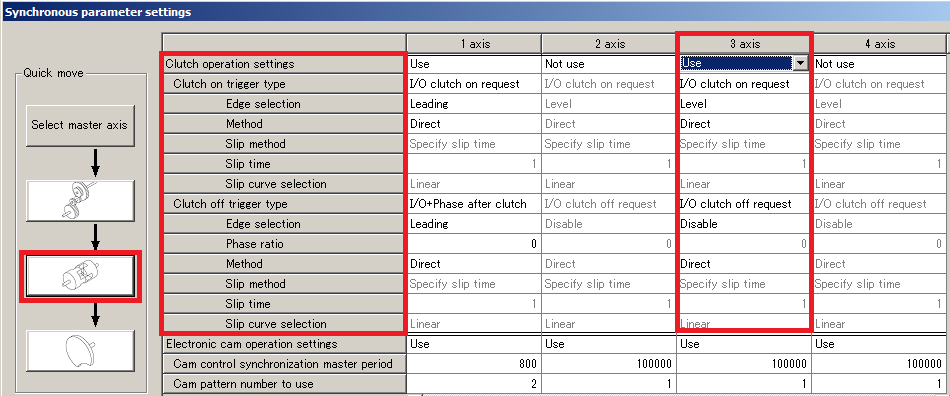 Synchronous parameter settings
Quick move
Select master axis
1 axis 2 axis 3 axis 4 axis
Clutch operation settings Use Not use Use Not use
Clutch on trigger type I/O clutch on request I/O clutch on request I/O clutch on request I/O clutch on request
Edge selection Leading Level Level Level
Method Direct Direct Direct Direct
Slip method Specify slip time Specify slip time Specify slip time Specify slip time
Slip time 1 1 1 1
Slip curve selection Linear Linear Linear Linear
Clutch off trigger type I/O+Phase after clutch I/O clutch off request I/O clutch off request I/O clutch off request
Edge selection Leading Disable Disable Disable
Phase ratio 0 0 0 0
Method Direct Direct Direct Direct
Slip method Specify slip time Specify slip time Specify slip time Specify slip time
Slip time 1 1 1 1
Slip curve selection Linear Linear Linear Linear
Electronic cam operation settings Use Use Use Use
Cam control synchronization master period 800 100000 100000 100000
Cam pattern number to use 2 1 1 1